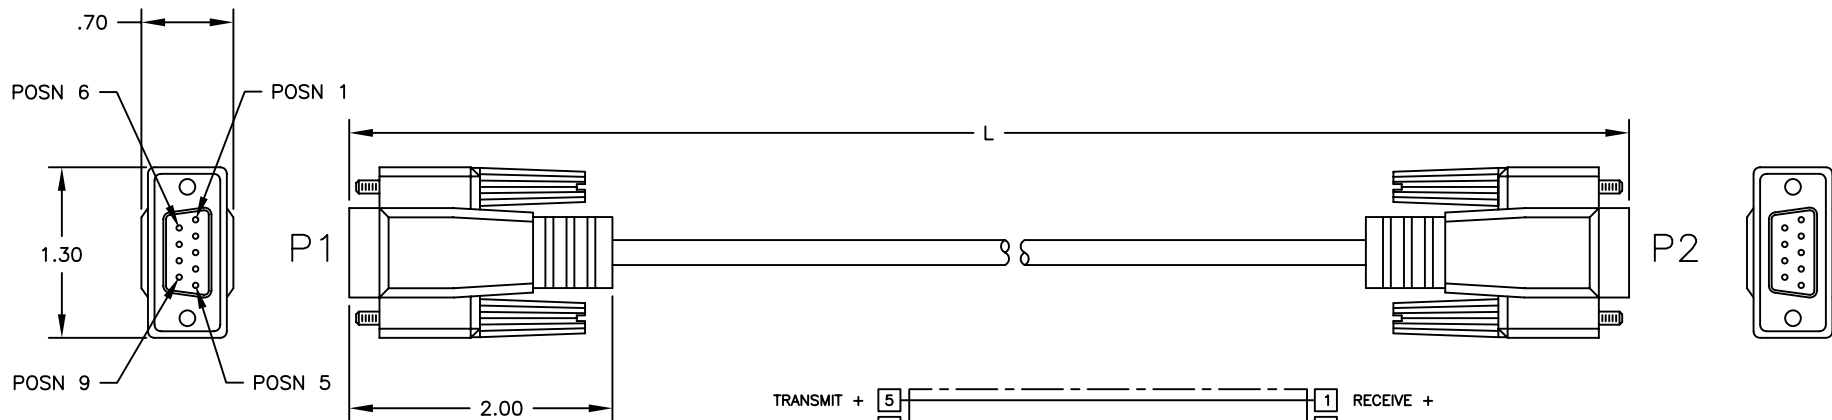 .70
POSN 6
POSN 1
L
1.30
P1
P2
POSN 9
POSN 5
2.00
TRANSMIT + 5 1 RECEIVE +